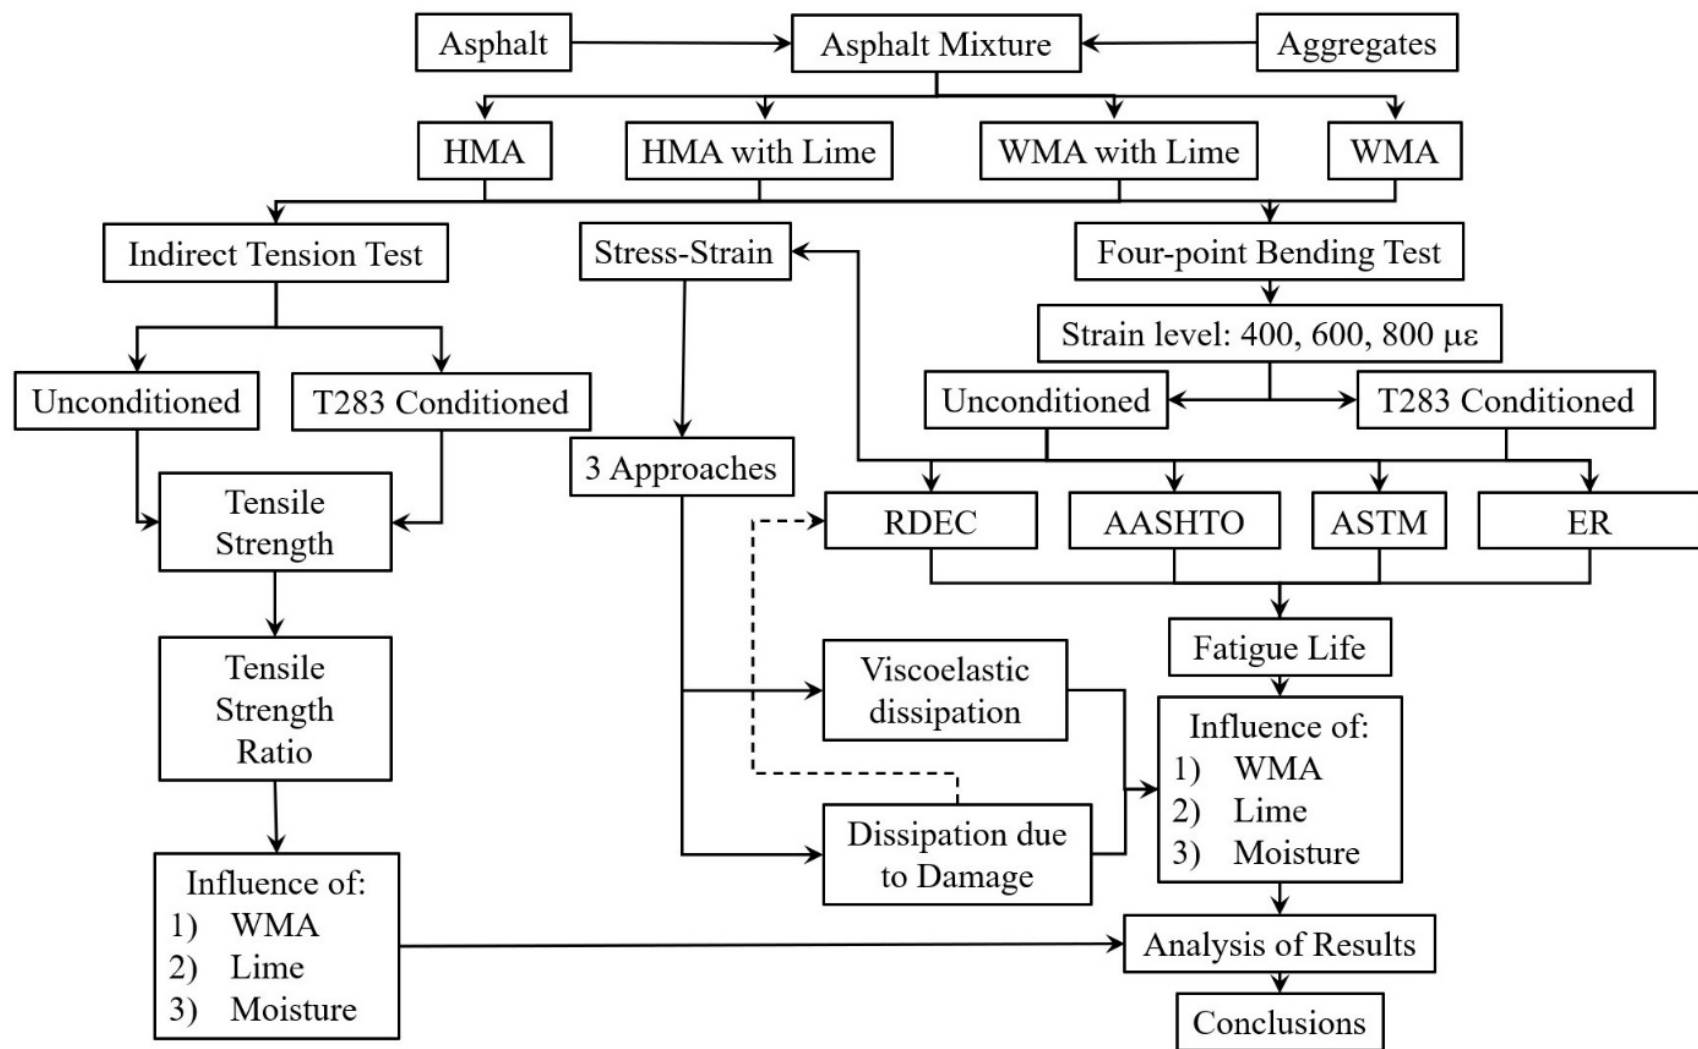 Asphalt
Asphalt Mixture
Aggregates
HMA
HMA with Lime
WMA with Lime
WMA
Indirect Tension Test
Stress-Strain
Four-point Bending Test
Strain level: 400, 600, 800 με
Unconditioned
T283 Conditioned
Unconditioned
T283 Conditioned
3 Approaches
Tensile
Strength
RDEC
AASHTO
ASTM
ER
Fatigue Life
Tensile
Strength
Ratio
Viscoelastic
dissipation
Influence of:
1) WMA
2) Lime
3) Moisture
Dissipation due
to Damage
Influence of:
1) WMA
2) Lime
3) Moisture
Analysis of Results
Conclusions